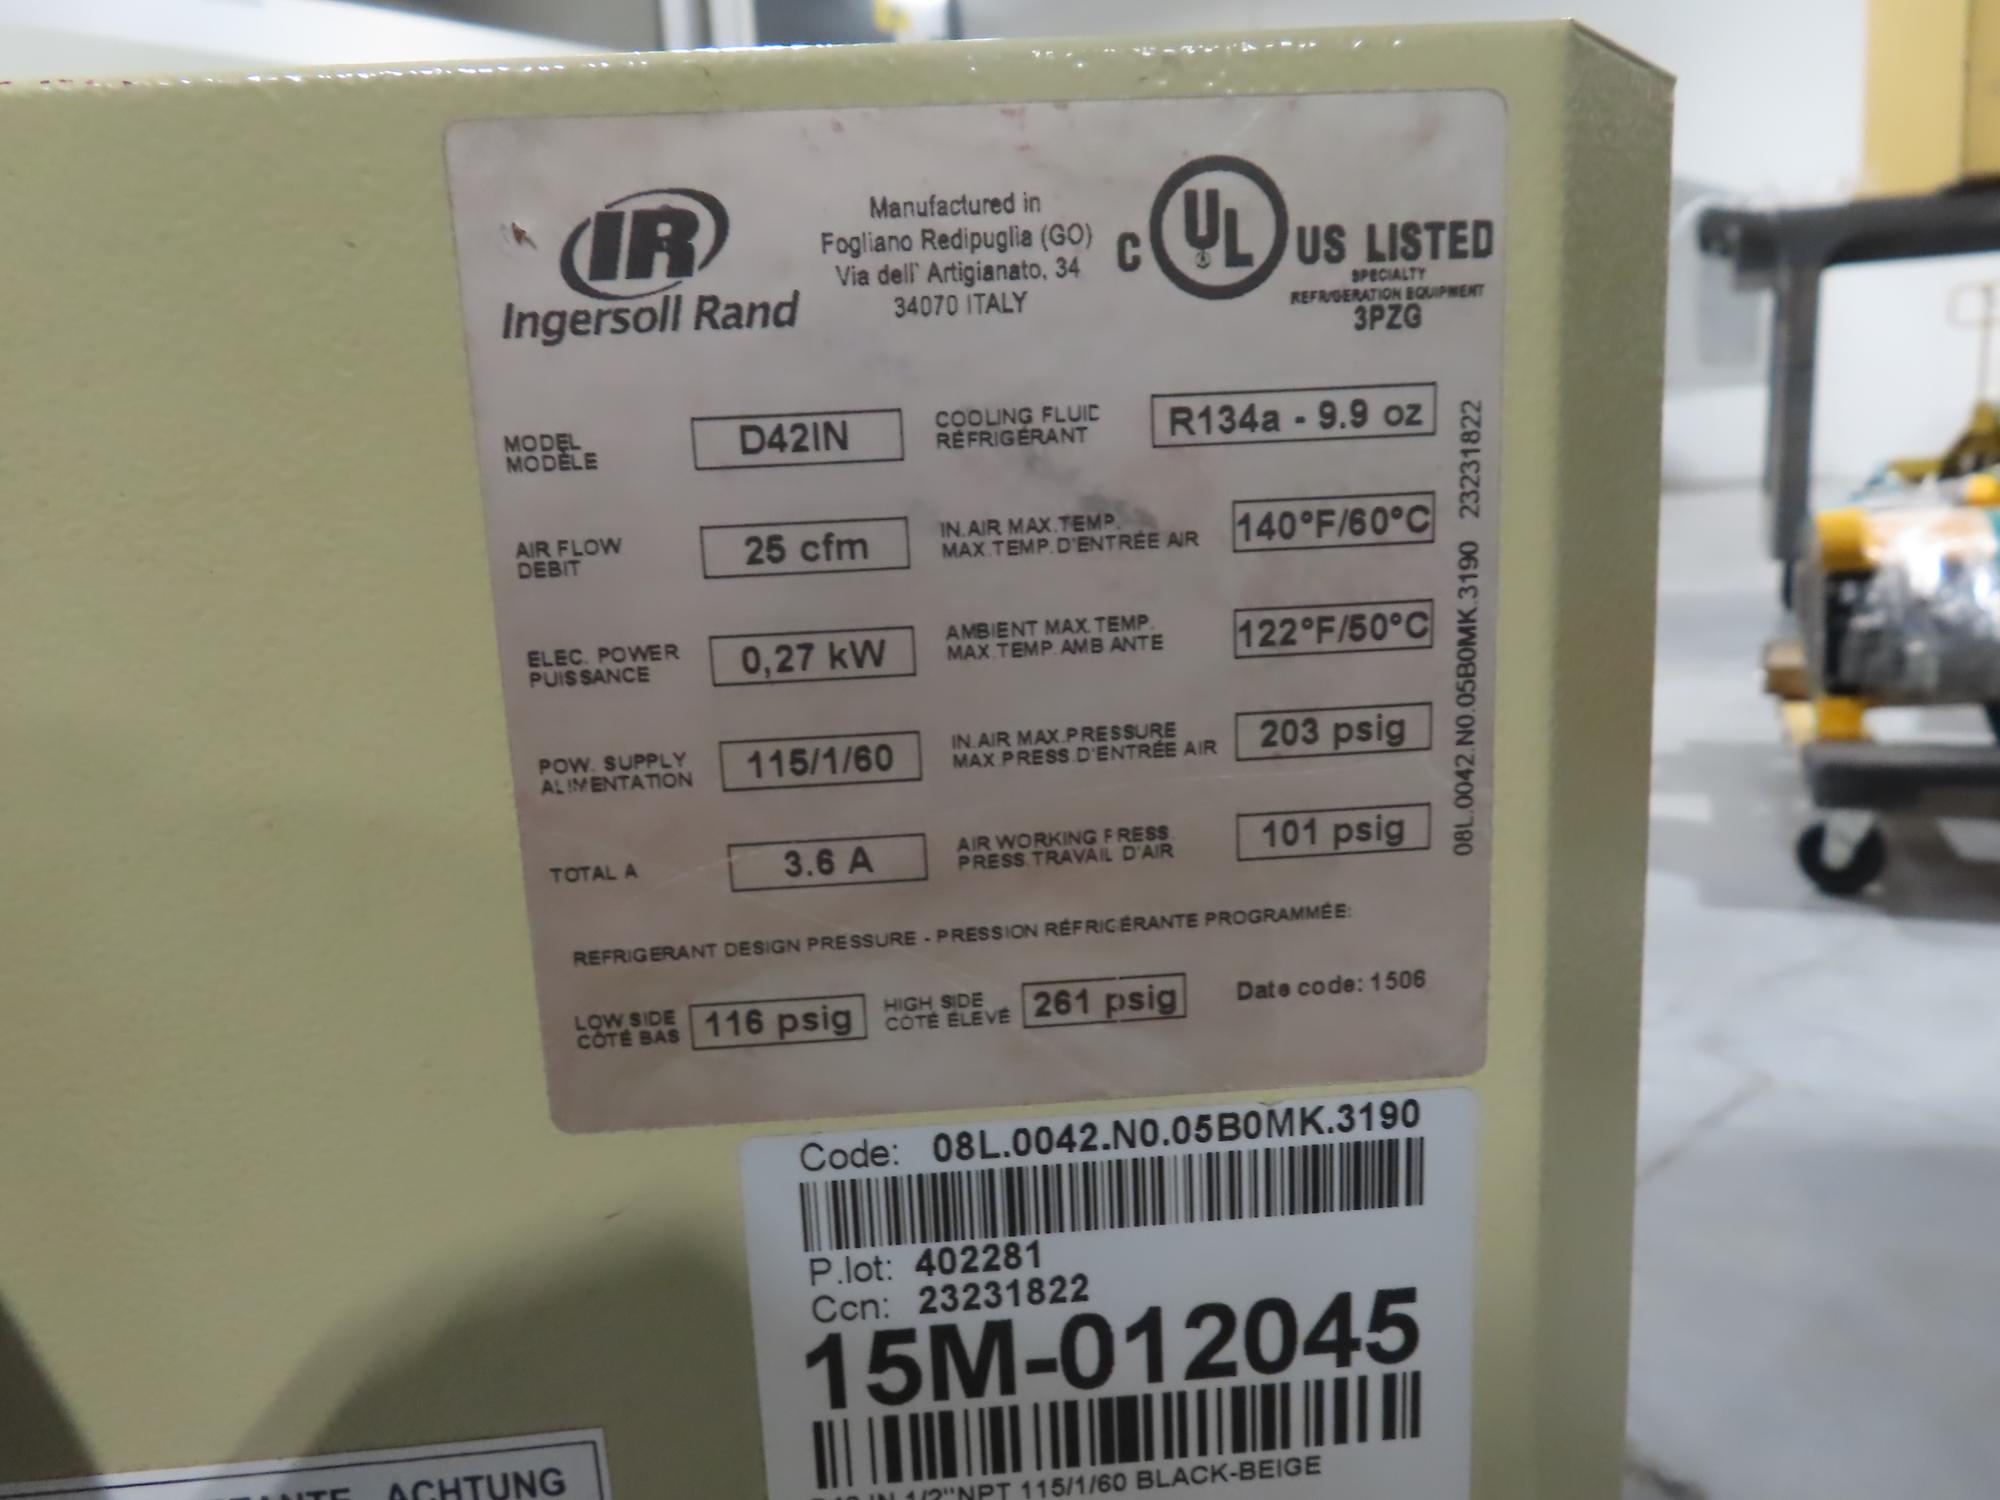 IR
Ingersoll Rand
Manufactured in
Fogliano Redipuglia (GO)
Via dell' Artigianato, 34
34070 ITALY
C UL US LISTED
SPECIALTY
REFRIGERATION EQUIPMENT
3PZG
MODEL
MODÈLE
D42IN
COOLING FLUID
RÉFRIGÉRANT
R134a - 9.9 oz
AIR FLOW
DEBIT
25 cfm
IN.AIR MAX.TEMP.
MAX.TEMP.D'ENTRÉE AIR
140°F/60°C
ELEC. POWER
PUISSANCE
0,27 kW
AMBIENT MAX.TEMP.
MAX.TEMP.AMBIANTE
122°F/50°C
POW. SUPPLY
ALIMENTATION
115/1/60
IN.AIR MAX.PRESSURE
MAX.PRESS.D'ENTRÉE AIR
203 psig
TOTAL A
3.6 A
AIR WORKING PRESS.
PRESS.TRAVAIL D'AIR
101 psig
REFRIGERANT DESIGN PRESSURE - PRESSION RÉFRIGÉRANTE PROGRAMMÉE:
LOW SIDE
CÔTÉ BAS
116 psig
HIGH SIDE
CÔTÉ ÉLEVÉ
261 psig
Date code: 1506
08L.0042.N0.05B0MK.3190 23231822
Code: 08L.0042.N0.05B0MK.3190
P.lot: 402281
Ccn: 23231822
15M-012045
1/2"NPT 115/1/60 BLACK-BEIGE
ACHTUNG